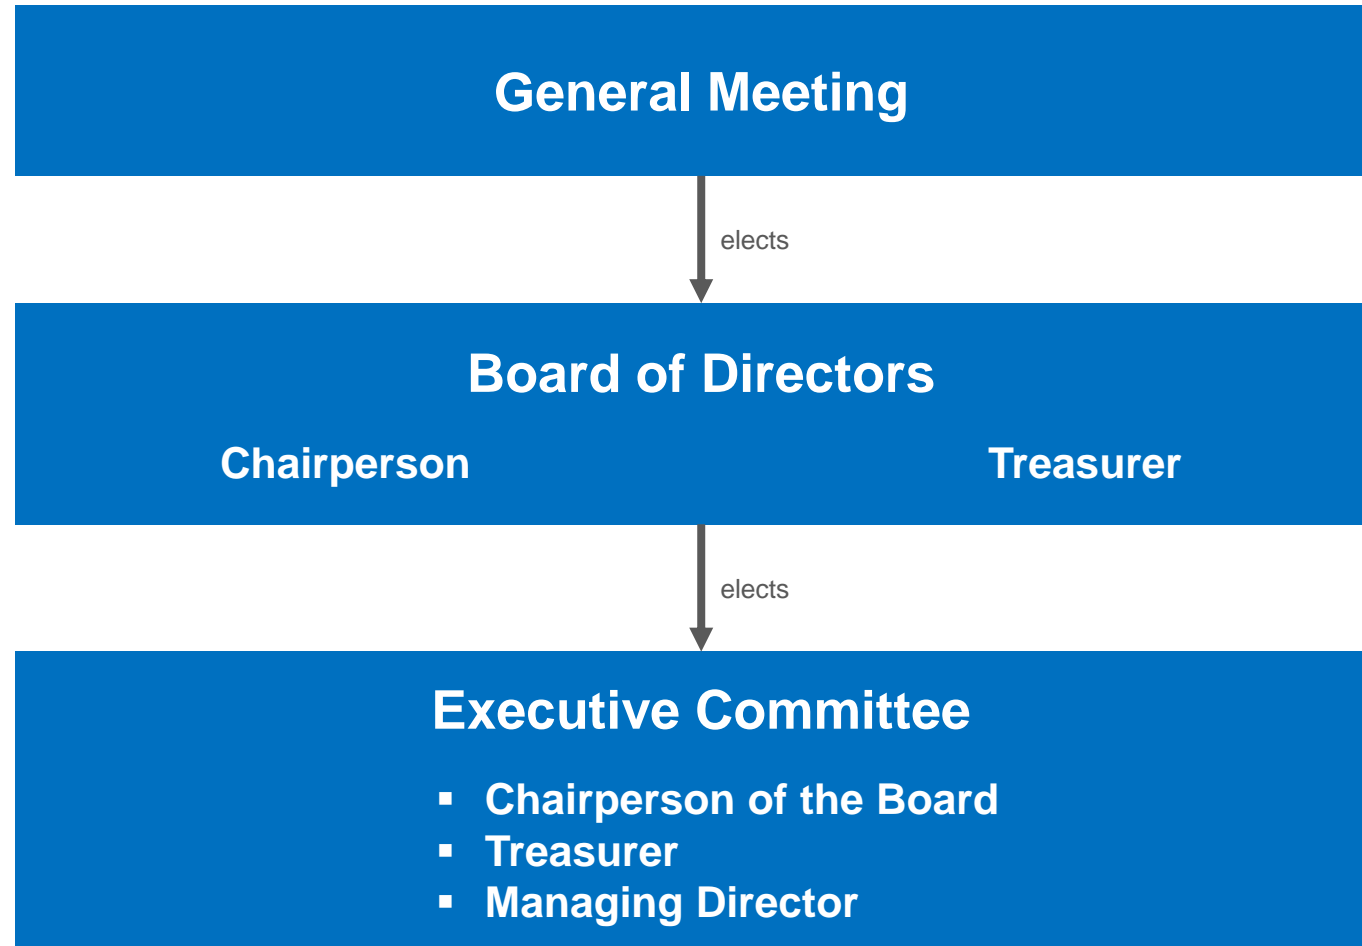 General Meeting
elects
Board of Directors
Chairperson Treasurer
elects
Executive Committee
▪ Chairperson of the Board
▪ Treasurer
▪ Managing Director